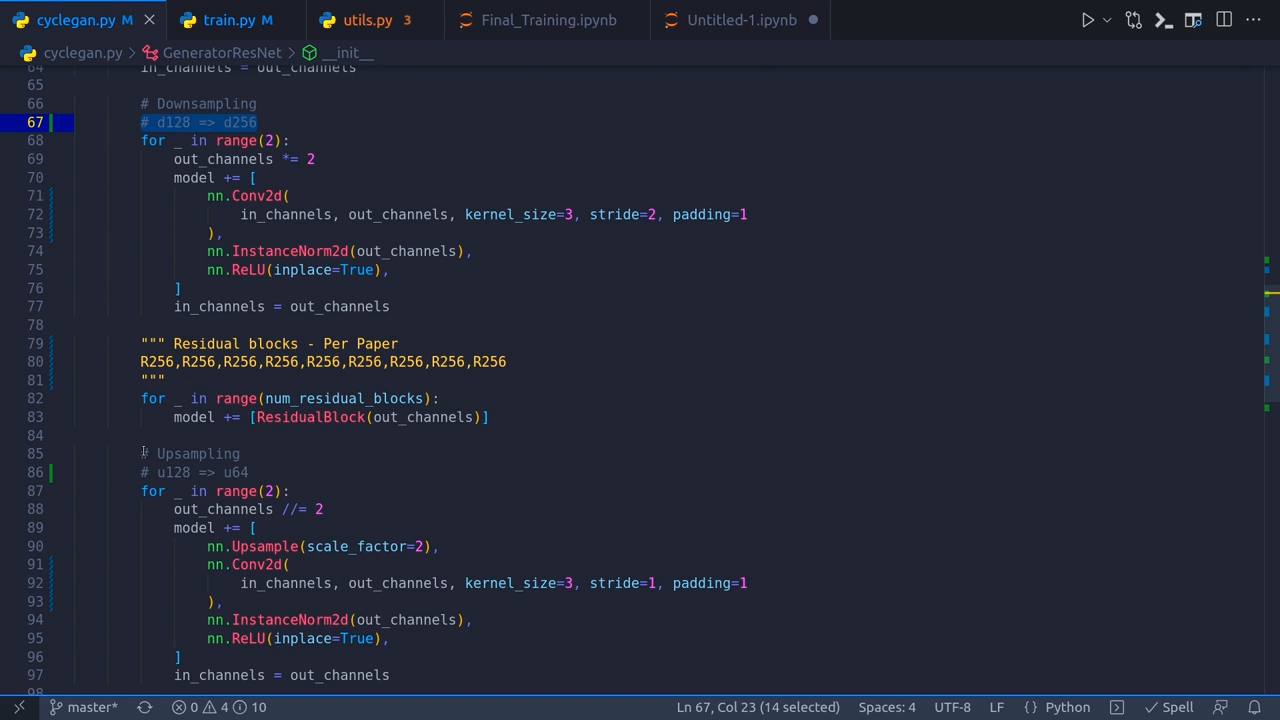 cyclegan.py M train.py M utils.py 3 Final_Training.ipynb Untitled-1.ipynb
cyclegan.py > GeneratorResNet > __init__
64 in_channels = out_channels
65
66 # Downsampling
67 # d128 => d256
68 for _ in range(2):
69 out_channels *= 2
70 model += [
71 nn.Conv2d(
72 in_channels, out_channels, kernel_size=3, stride=2, padding=1
73 ),
74 nn.InstanceNorm2d(out_channels),
75 nn.ReLU(inplace=True),
76 ]
77 in_channels = out_channels
78
79 """ Residual blocks - Per Paper
80 R256,R256,R256,R256,R256,R256,R256,R256,R256
81 """
82 for _ in range(num_residual_blocks):
83 model += [ResidualBlock(out_channels)]
84
85 # Upsampling
86 # u128 => u64
87 for _ in range(2):
88 out_channels //= 2
89 model += [
90 nn.Upsample(scale_factor=2),
91 nn.Conv2d(
92 in_channels, out_channels, kernel_size=3, stride=1, padding=1
93 ),
94 nn.InstanceNorm2d(out_channels),
95 nn.ReLU(inplace=True),
96 ]
97 in_channels = out_channels
98
master* 0 4 10 Ln 67, Col 23 (14 selected) Spaces: 4 UTF-8 LF {} Python Spell